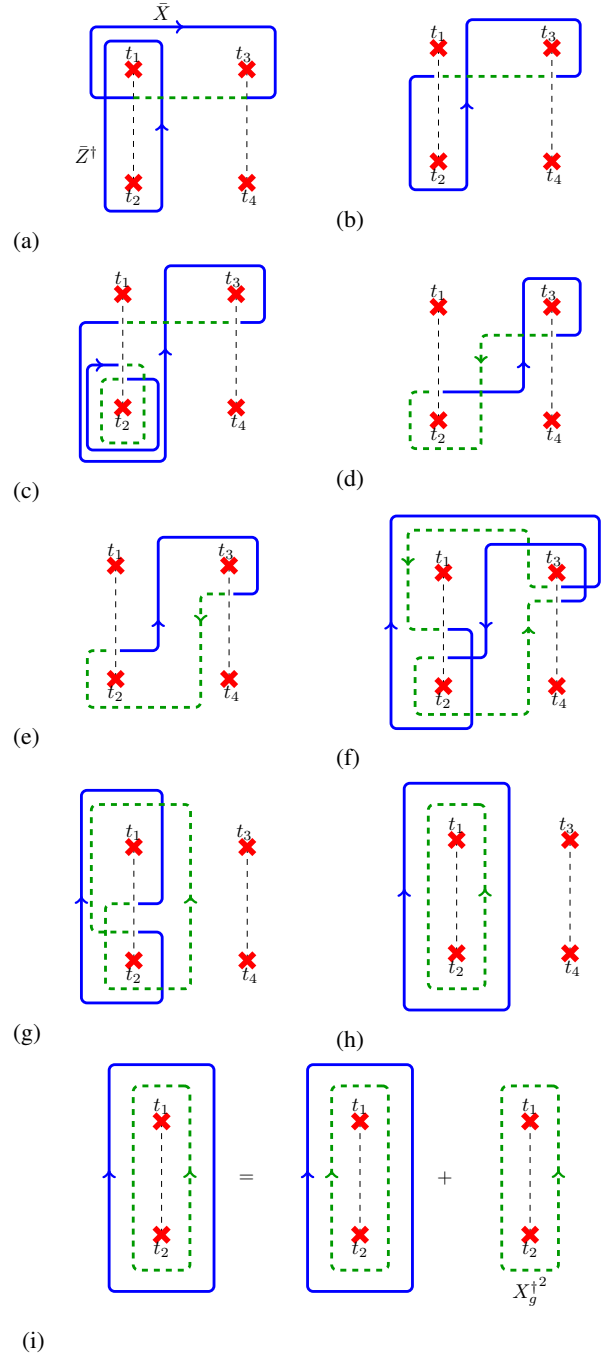 X̄
t₁ t₃
Z̄†
t₂ t₄
(a)
t₁ t₃
t₂ t₄
(b)
t₁ t₃
t₂ t₄
(c)
t₁ t₃
t₂ t₄
(d)
t₁ t₃
t₂ t₄
(e)
t₁ t₃
t₂ t₄
(f)
t₁ t₃
t₂ t₄
(g)
t₁ t₃
t₂ t₄
(h)
t₁ t₁ t₁
= +
t₂ t₂ t₂
X_g^{†2}
(i)